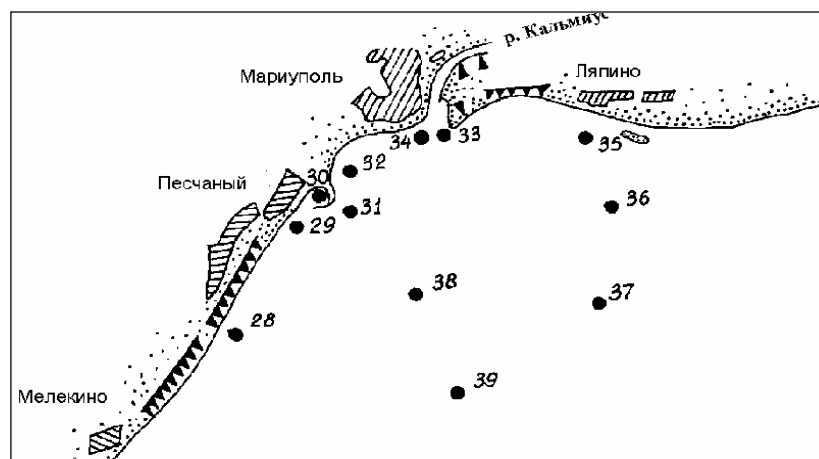 р. Кальмиус
Мариуполь
Ляпино
34
33
35
32
30
Песчаный
36
31
29
38
37
28
39
Мелекино